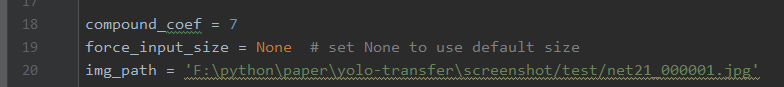 17
18 compound_coef = 7
19 force_input_size = None  # set None to use default size
20 img_path = 'F:\python\paper\yolo-transfer\screenshot/test/net21_000001.jpg'